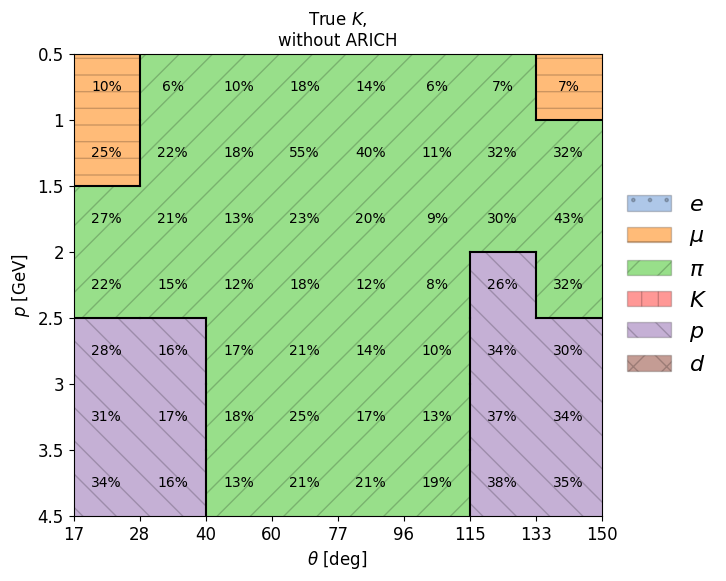 True K,
without ARICH
0.5
10% 6% 10% 18% 14% 6% 7% 7%
1
25% 22% 18% 55% 40% 11% 32% 32%
1.5
27% 21% 13% 23% 20% 9% 30% 43%
2
22% 15% 12% 18% 12% 8% 26% 32%
2.5
28% 16% 17% 21% 14% 10% 34% 30%
3
31% 17% 18% 25% 17% 13% 37% 34%
3.5
34% 16% 13% 21% 21% 19% 38% 35%
4
4.5
p [GeV]
17 28 40 60 77 96 115 133 150
θ [deg]
e
μ
π
K
p
d